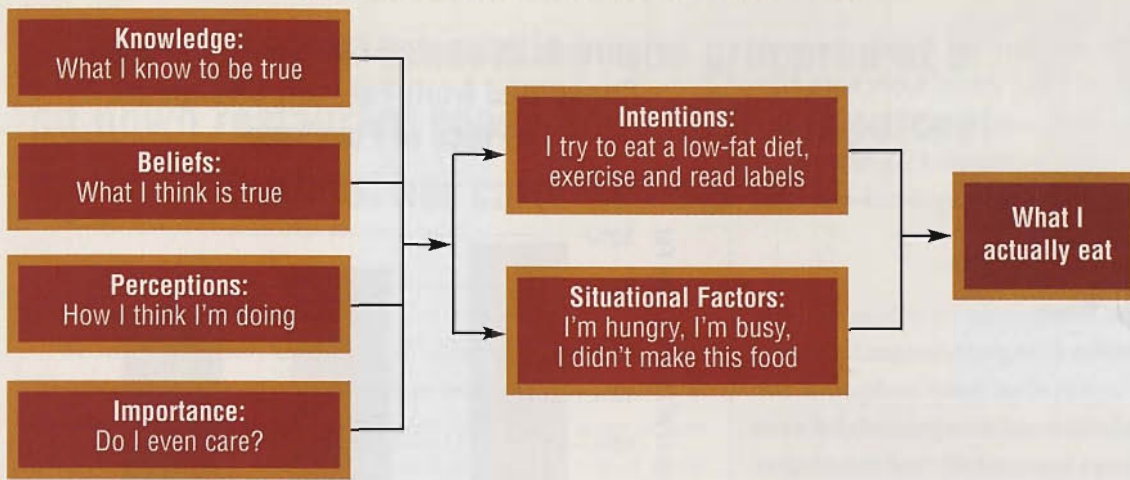 Knowledge:
What I know to be true
Beliefs:
What I think is true
Perceptions:
How I think I'm doing
Importance:
Do I even care?
Intentions:
I try to eat a low-fat diet,
exercise and read labels
Situational Factors:
I'm hungry, I'm busy,
I didn't make this food
What I
actually eat